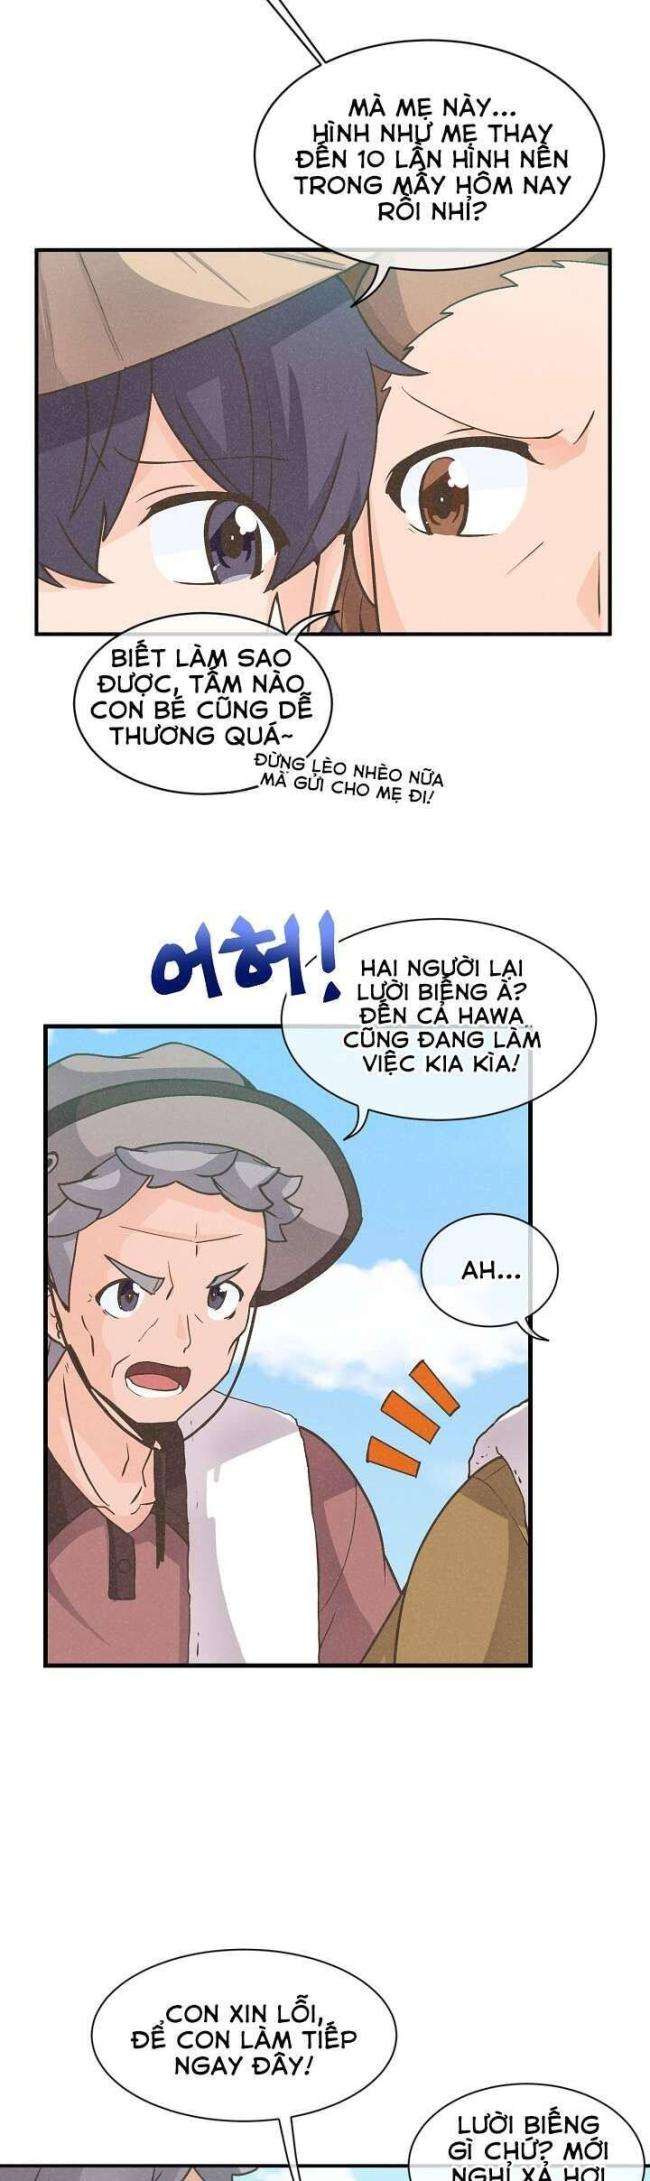 MÀ MẸ NÀY...
HÌNH NHƯ MẸ THAY
ĐẾN 10 LẦN HÌNH NỀN
TRONG MẤY HÔM NAY
RỒI NHỈ?
BIẾT LÀM SAO
ĐƯỢC, TẤM NÀO
CON BÉ CŨNG DỄ
THƯƠNG QUÁ~
ĐỪNG LÈO NHÈO NỮA
MÀ GỬI CHO MẸ ĐI!
어허!
HAI NGƯỜI LẠI
LƯỜI BIẾNG À?
ĐẾN CẢ HAWA
CŨNG ĐANG LÀM
VIỆC KIA KÌA!
AH...
CON XIN LỖI,
ĐỂ CON LÀM TIẾP
NGAY ĐÂY!
LƯỜI BIẾNG
GÌ CHỨ? MỚI
NGHỈ XẢ HƠI